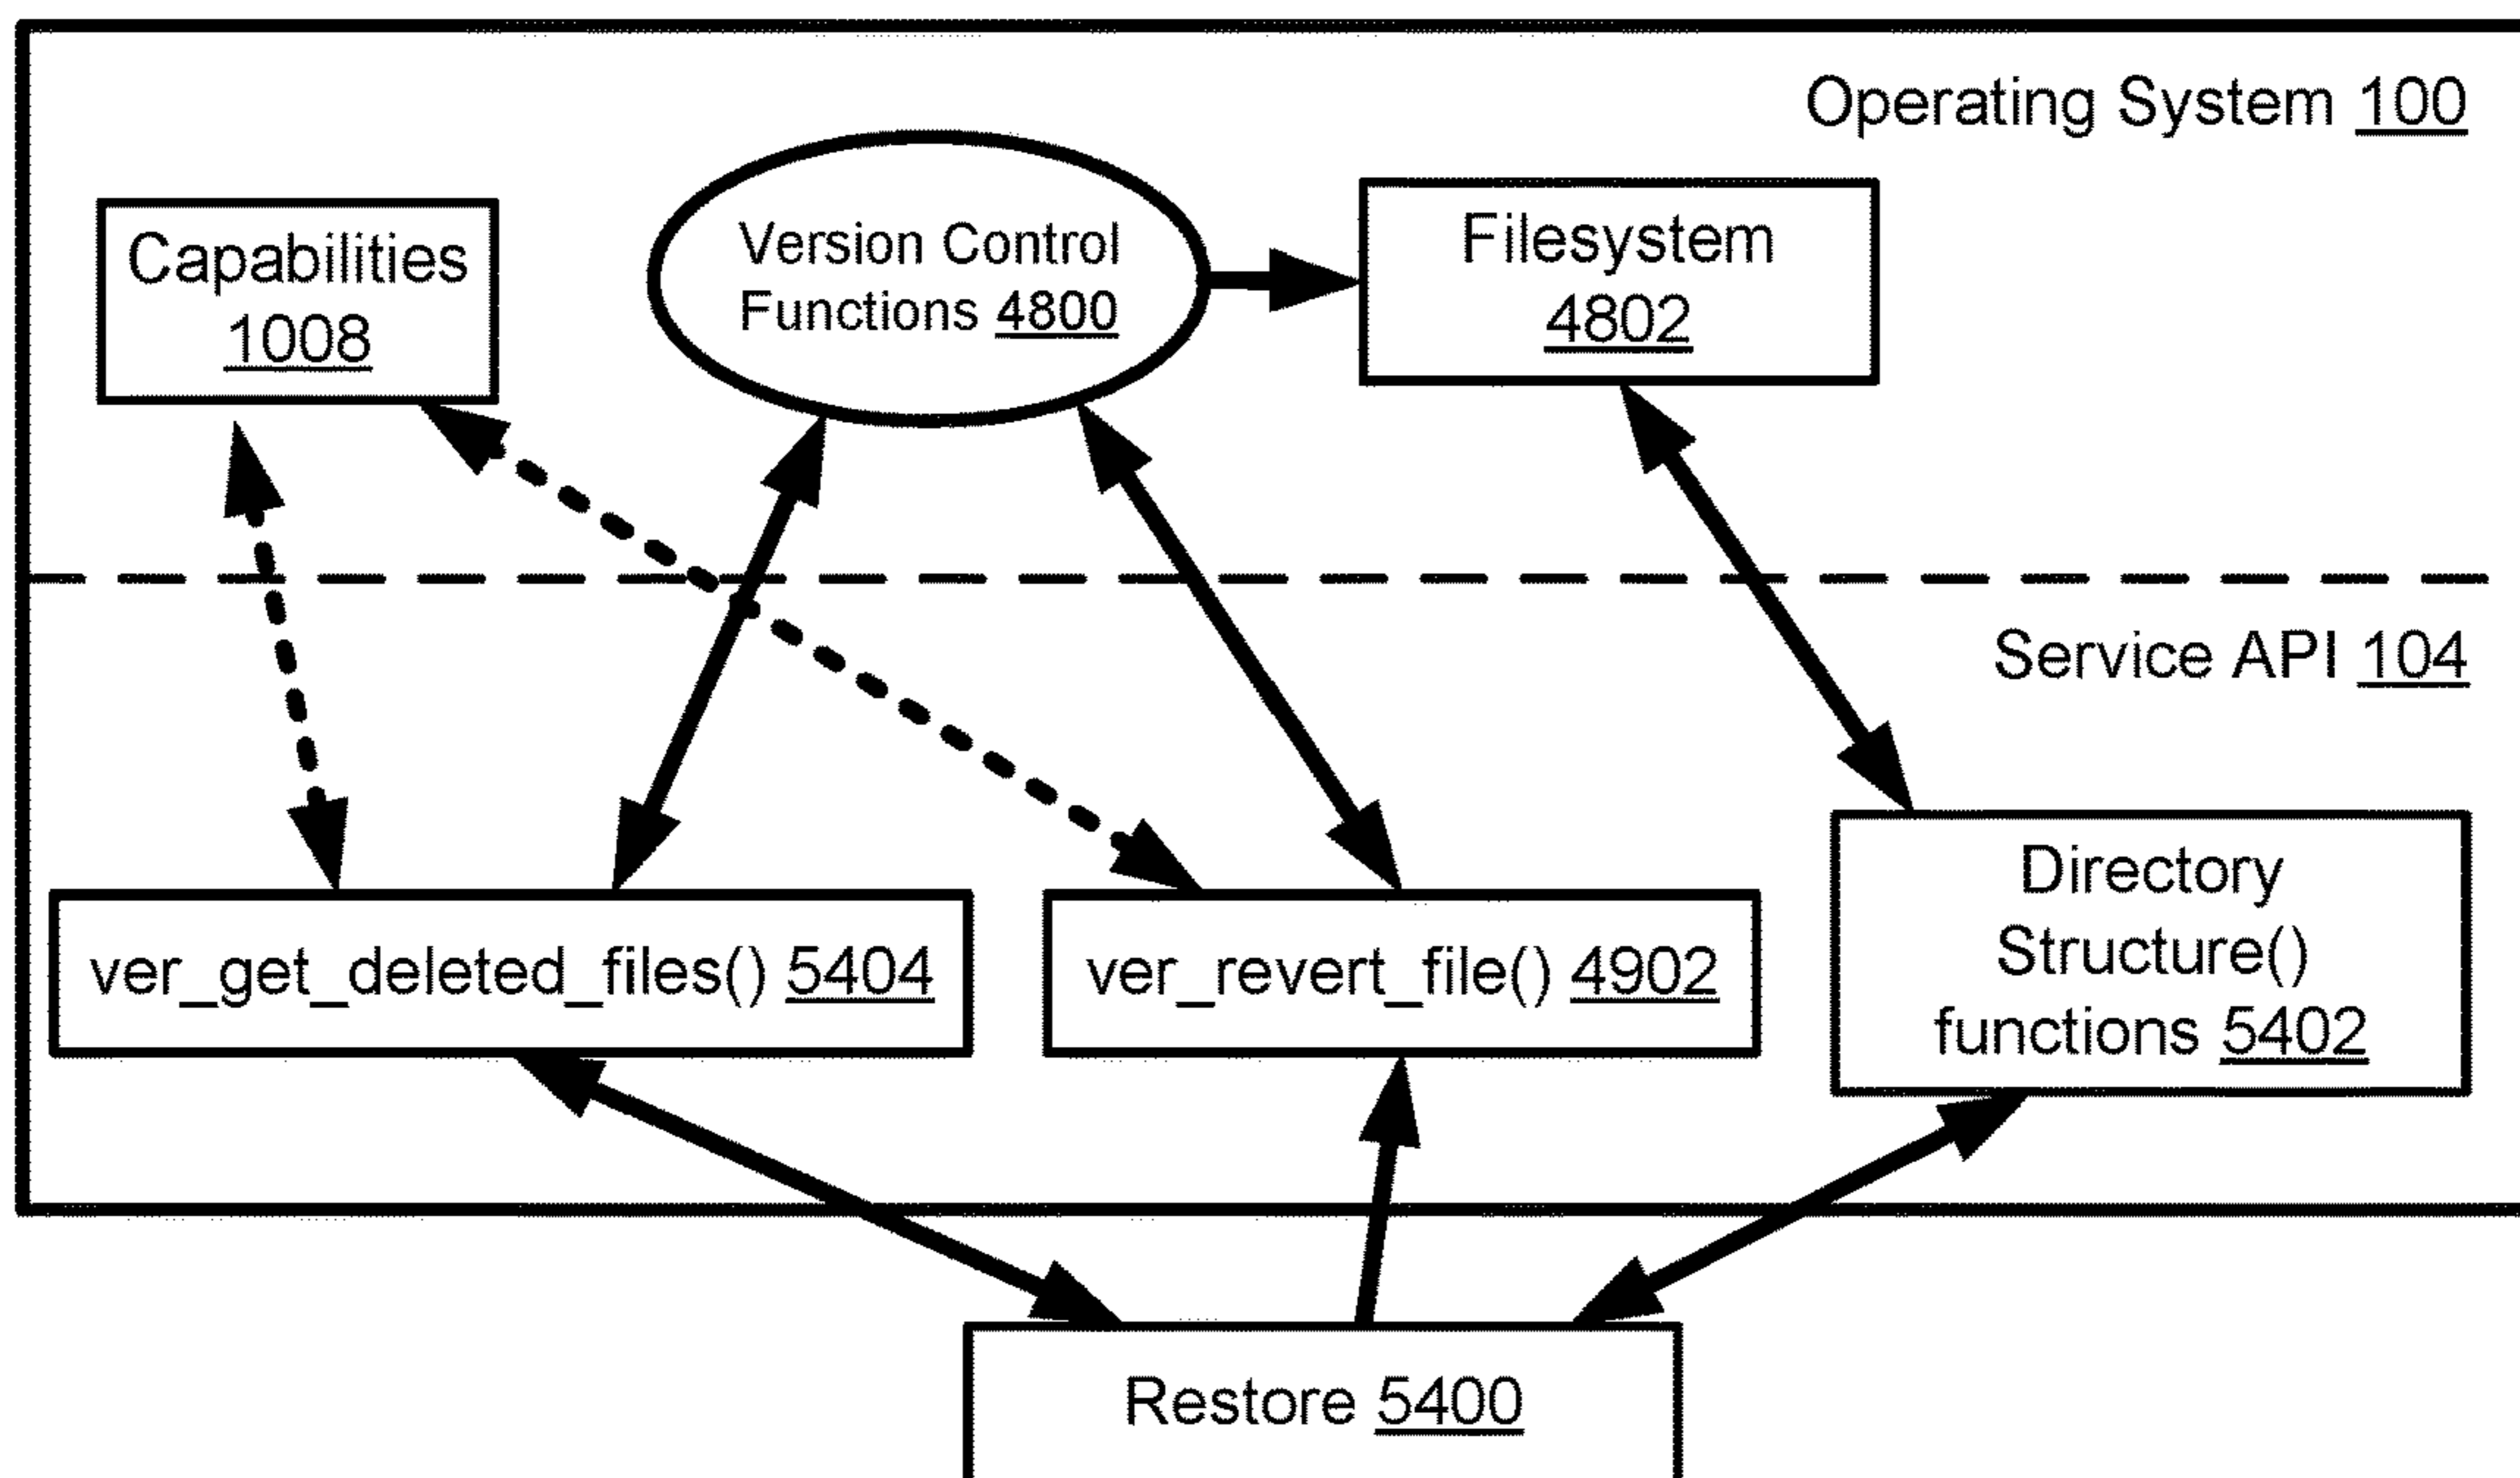 Operating System 100
Capabilities
1008
Version Control
Functions 4800
Filesystem
4802
Service API 104
ver_get_deleted_files() 5404
ver_revert_file() 4902
Directory
Structure()
functions 5402
Restore 5400